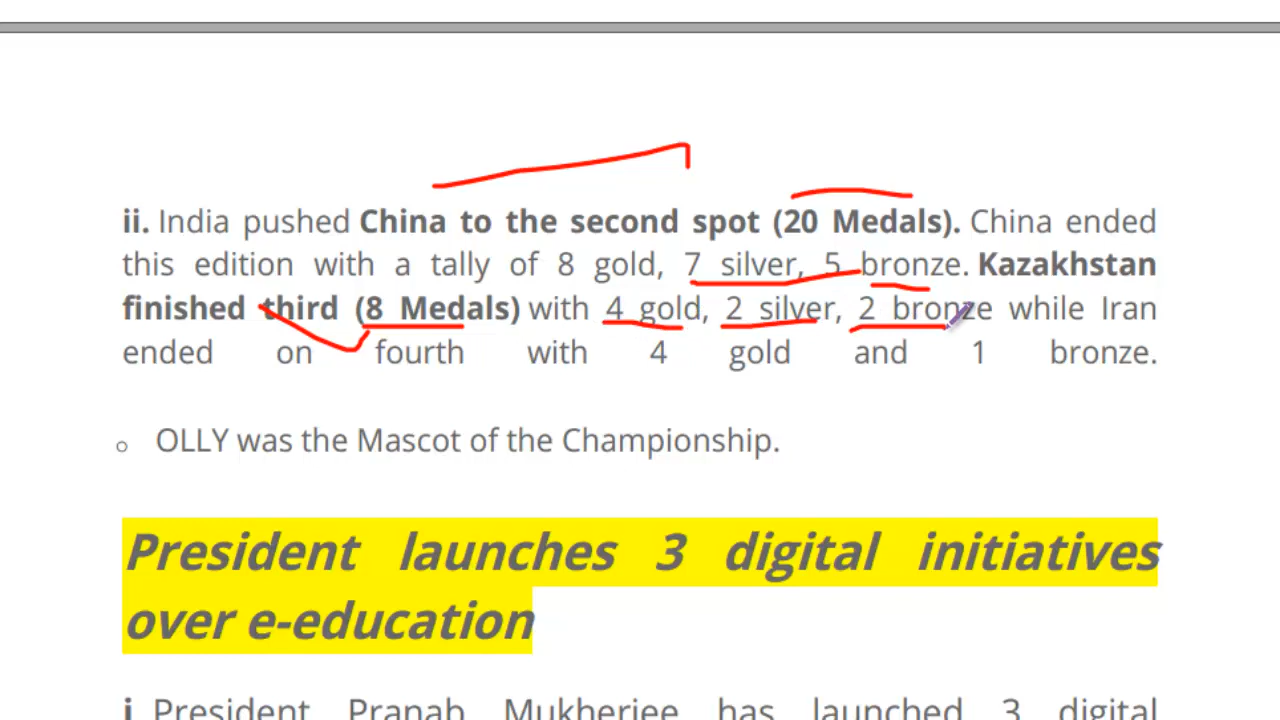 ii. India pushed China to the second spot (20 Medals). China ended
this edition with a tally of 8 gold, 7 silver, 5 bronze. Kazakhstan
finished third (8 Medals) with 4 gold, 2 silver, 2 bronze while Iran
ended on fourth with 4 gold and 1 bronze.
o OLLY was the Mascot of the Championship.
President launches 3 digital initiatives
over e-education
i President Pranab Mukherjee has launched 3 digital